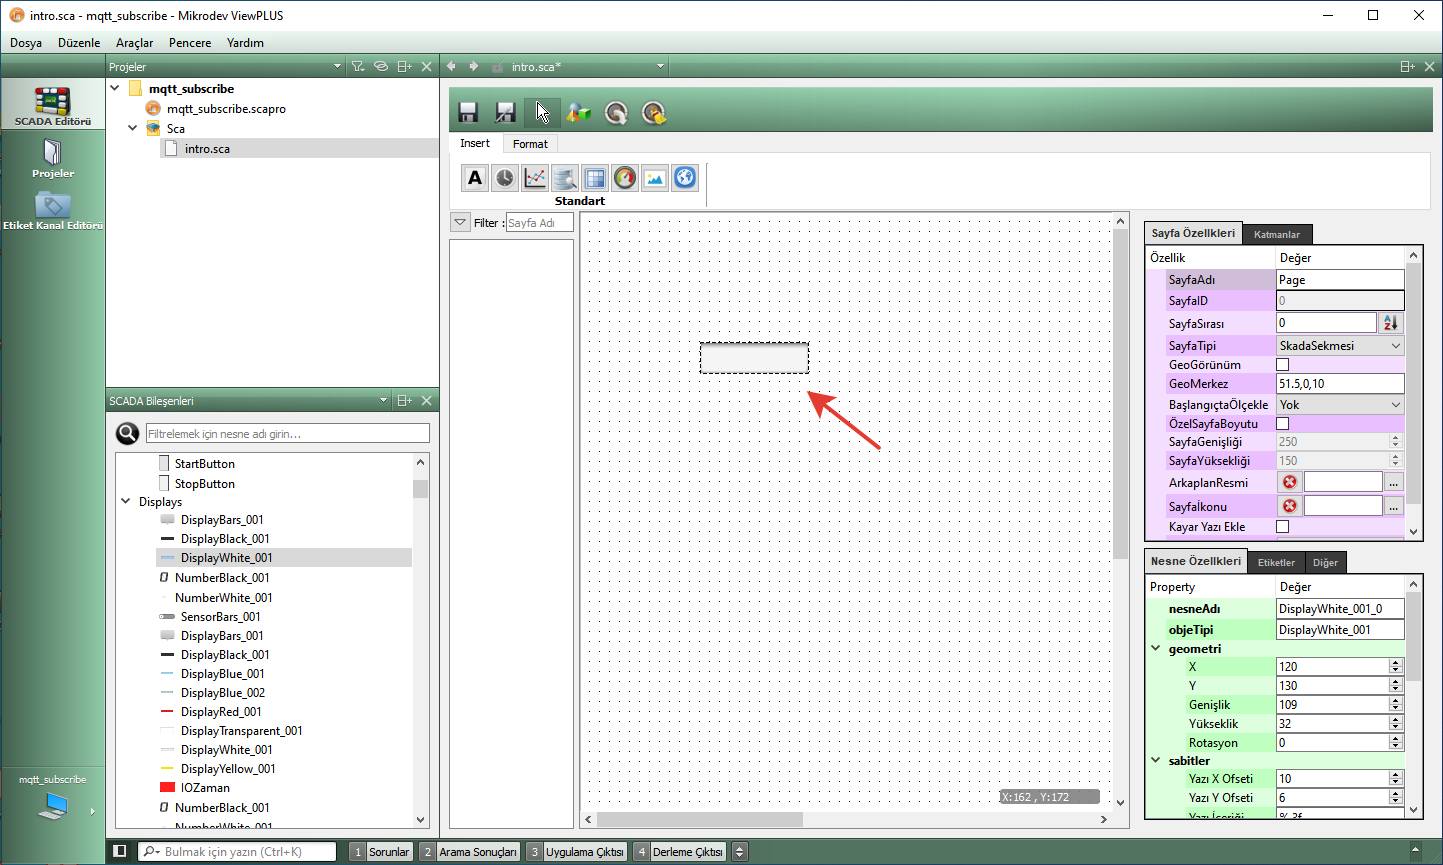 intro.sca - mqtt_subscribe - Mikrodev ViewPLUS
Dosya Düzenle Araçlar Pencere Yardım
Projeler
intro.sca*
SCADA Editörü
Projeler
Etiket Kanal Editörü
mqtt_subscribe
mqtt_subscribe
mqtt_subscribe.scapro
Sca
intro.sca
SCADA Bileşenleri
Filtrelemek için nesne adı girin...
StartButton
StopButton
Displays
DisplayBars_001
DisplayBlack_001
DisplayWhite_001
NumberBlack_001
NumberWhite_001
SensorBars_001
DisplayBars_001
DisplayBlack_001
DisplayBlue_001
DisplayBlue_002
DisplayRed_001
DisplayTransparent_001
DisplayWhite_001
DisplayYellow_001
IOZaman
NumberBlack_001
NumberWhite_001
Insert Format
A
Standart
Filter : Sayfa Adı
X:162 , Y:172
Sayfa Özellikleri Katmanlar
Özellik Değer
SayfaAdı Page
SayfaID 0
SayfaSırası 0
SayfaTipi SkadaSekmesi
GeoGörünüm
GeoMerkez 51.5,0,10
BaşlangıçtaÖlçekle Yok
ÖzelSayfaBoyutu
SayfaGenişliği 250
SayfaYüksekliği 150
ArkaplanResmi ...
Sayfaİkonu ...
Kayar Yazı Ekle
Nesne Özellikleri Etiketler Diğer
Property Değer
nesneAdı DisplayWhite_001_0
objeTipi DisplayWhite_001
geometri
X 120
Y 130
Genişlik 109
Yükseklik 32
Rotasyon 0
sabitler
Yazı X Ofseti 10
Yazı Y Ofseti 6
Yazı İçeriği %.3f
Bulmak için yazın (Ctrl+K) 1 Sorunlar 2 Arama Sonuçları 3 Uygulama Çıktısı 4 Derleme Çıktısı